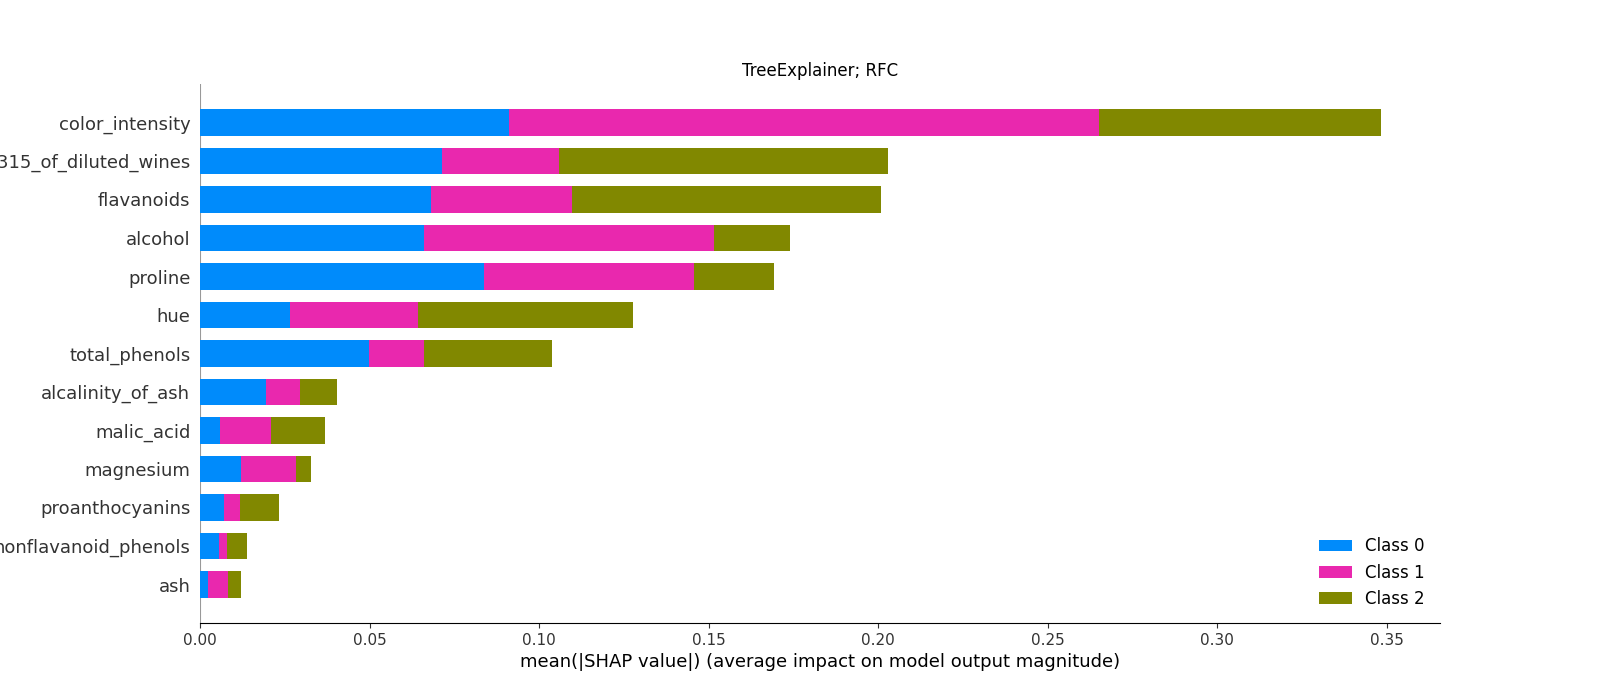 TreeExplainer; RFC
color_intensity
315_of_diluted_wines
flavanoids
alcohol
proline
hue
total_phenols
alcalinity_of_ash
malic_acid
magnesium
proanthocyanins
nonflavanoid_phenols
ash
Class 0
Class 1
Class 2
0.00 0.05 0.10 0.15 0.20 0.25 0.30 0.35
mean(|SHAP value|) (average impact on model output magnitude)